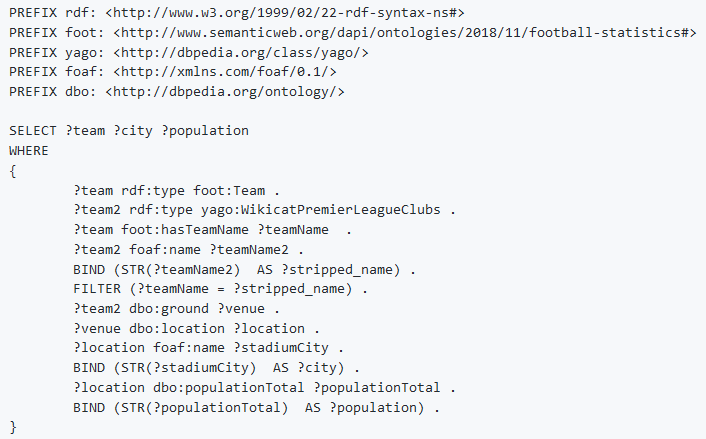 PREFIX rdf: <http://www.w3.org/1999/02/22-rdf-syntax-ns#>
PREFIX foot: <http://www.semanticweb.org/dapi/ontologies/2018/11/football-statistics#>
PREFIX yago: <http://dbpedia.org/class/yago/>
PREFIX foaf: <http://xmlns.com/foaf/0.1/>
PREFIX dbo: <http://dbpedia.org/ontology/>

SELECT ?team ?city ?population
WHERE
{
        ?team rdf:type foot:Team .
        ?team2 rdf:type yago:WikicatPremierLeagueClubs .
        ?team foot:hasTeamName ?teamName  .
        ?team2 foaf:name ?teamName2 .
        BIND (STR(?teamName2)  AS ?stripped_name) .
        FILTER (?teamName = ?stripped_name) .
        ?team2 dbo:ground ?venue .
        ?venue dbo:location ?location .
        ?location foaf:name ?stadiumCity .
        BIND (STR(?stadiumCity)  AS ?city) .
        ?location dbo:populationTotal ?populationTotal .
        BIND (STR(?populationTotal)  AS ?population) .
}